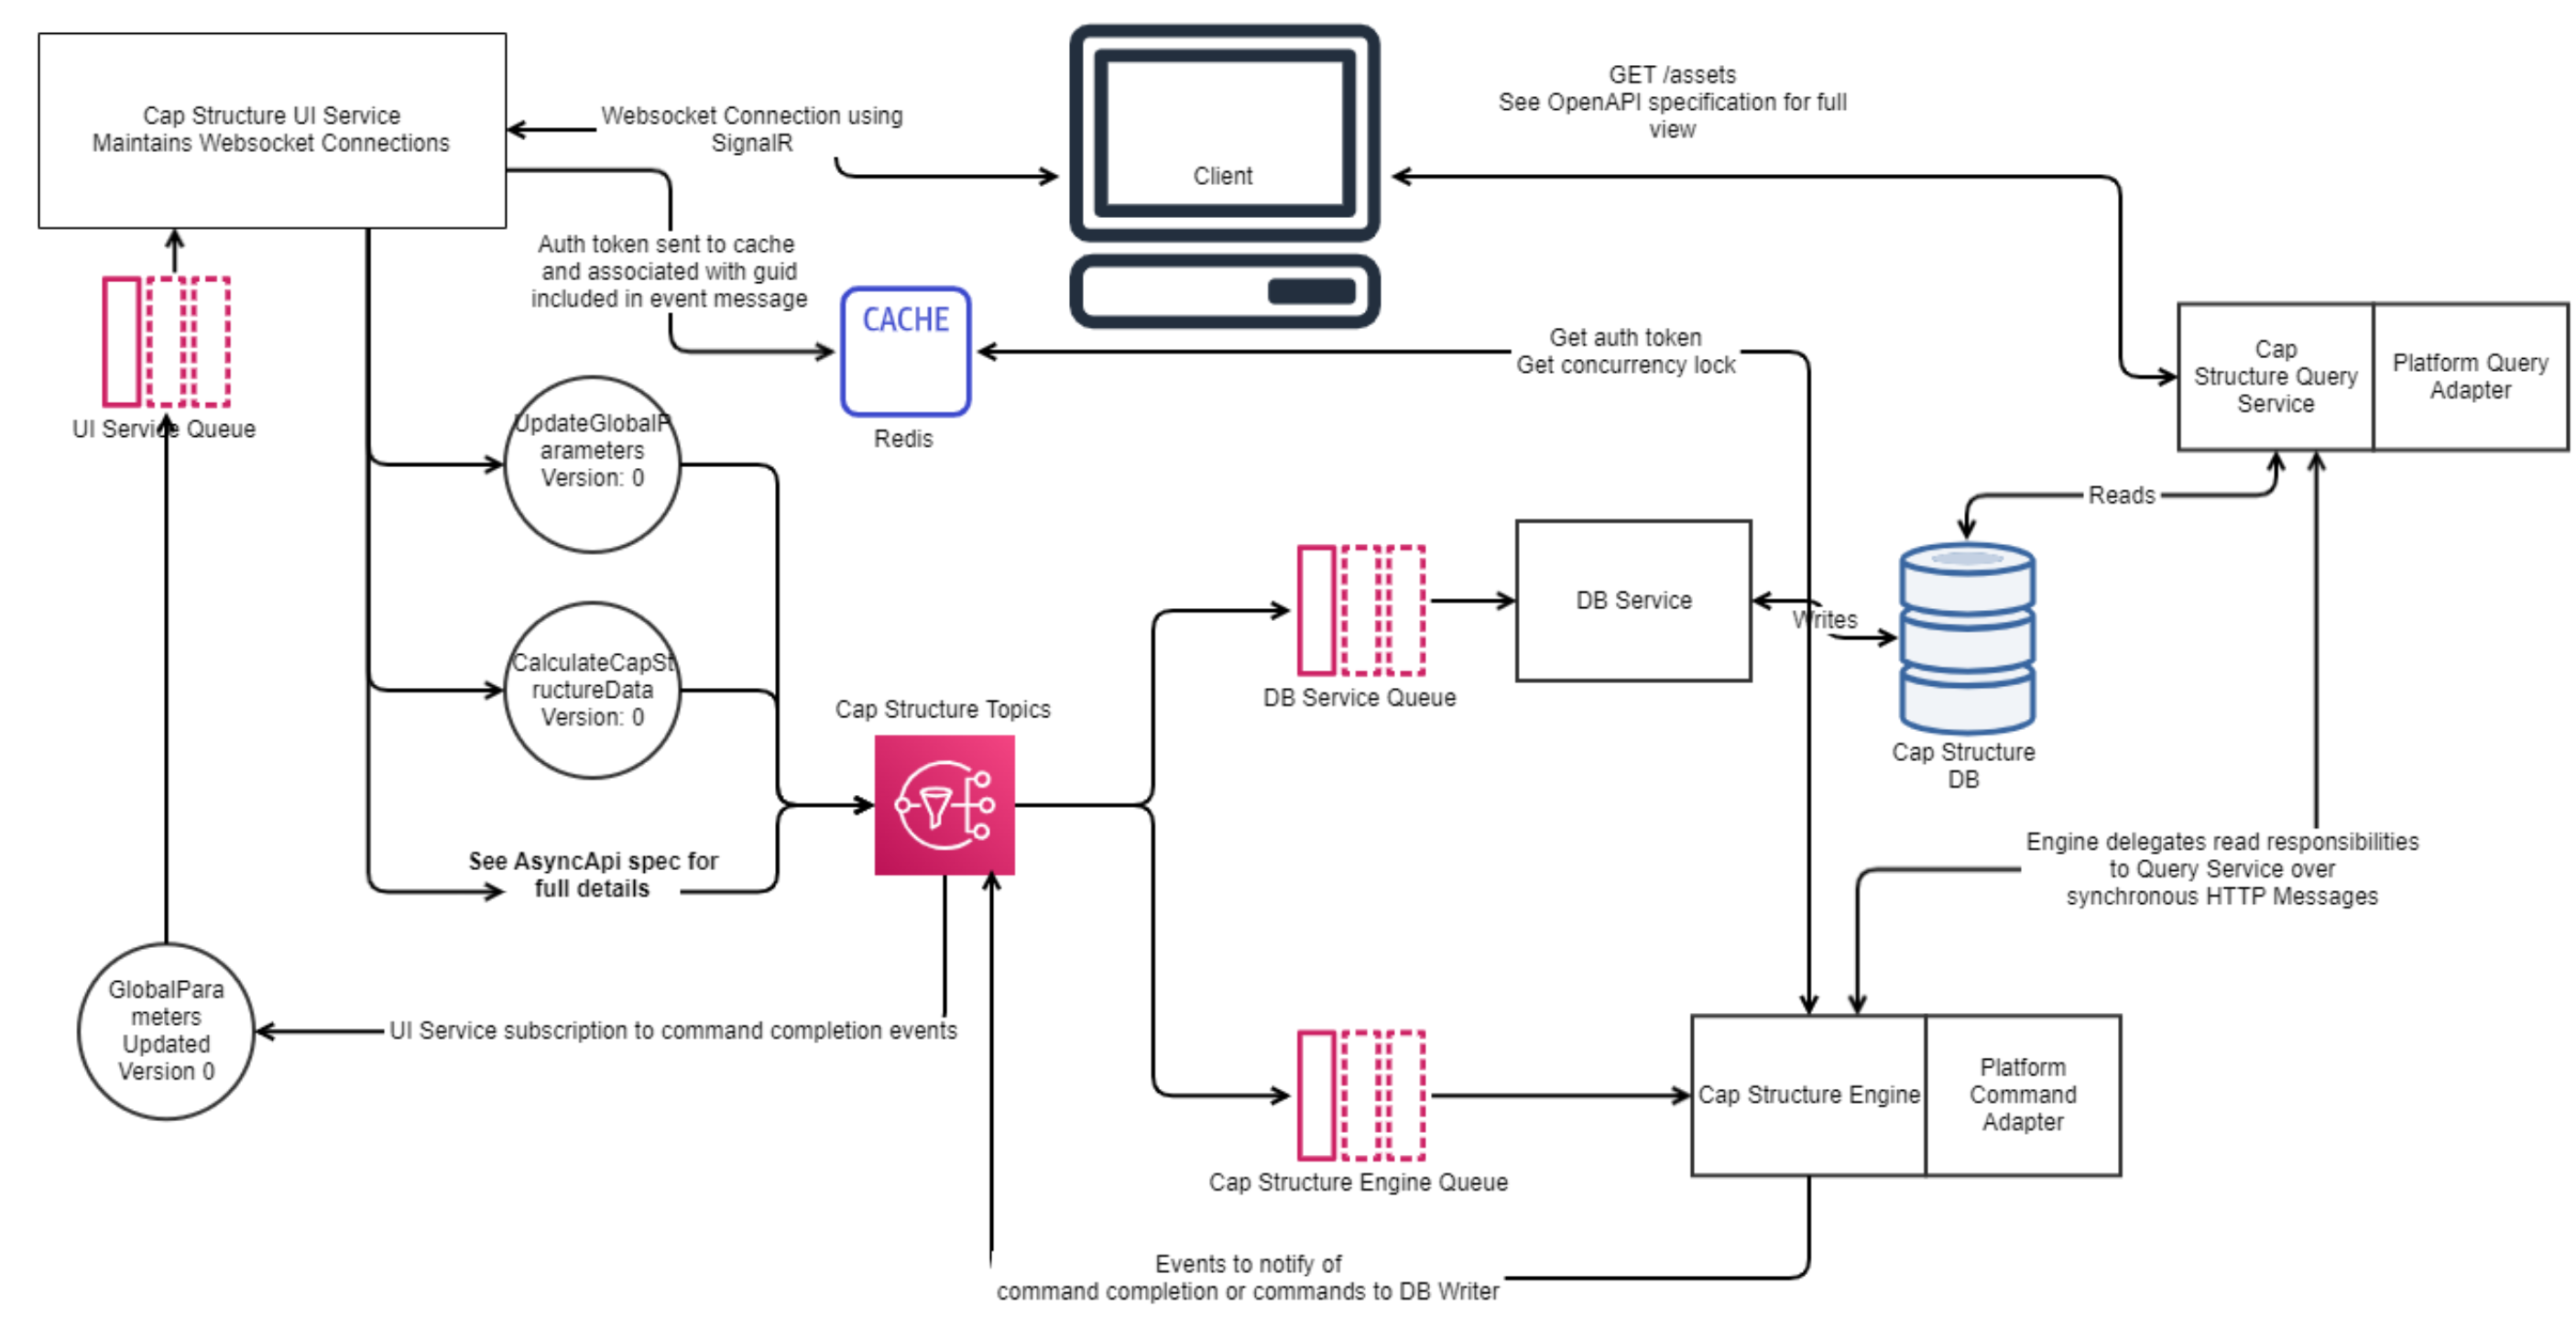 Cap Structure UI Service
Maintains Websocket Connections
Websocket Connection using
SignalR
Client
GET /assets
See OpenAPI specification for full
view
Auth token sent to cache
and associated with guid
included in event message
CACHE
Redis
Get auth token
Get concurrency lock
Cap
Structure Query
Service
Platform Query
Adapter
UI Service Queue
UpdateGlobalP
arameters
Version: 0
Reads
CalculateCapSt
ructureData
Version: 0
DB Service Queue
DB Service
Writes
Cap Structure
DB
Cap Structure Topics
See AsyncApi spec for
full details
Engine delegates read responsibilities
to Query Service over
synchronous HTTP Messages
GlobalPara
meters
Updated
Version 0
UI Service subscription to command completion events
Cap Structure Engine Queue
Cap Structure Engine
Platform
Command
Adapter
Events to notify of
command completion or commands to DB Writer